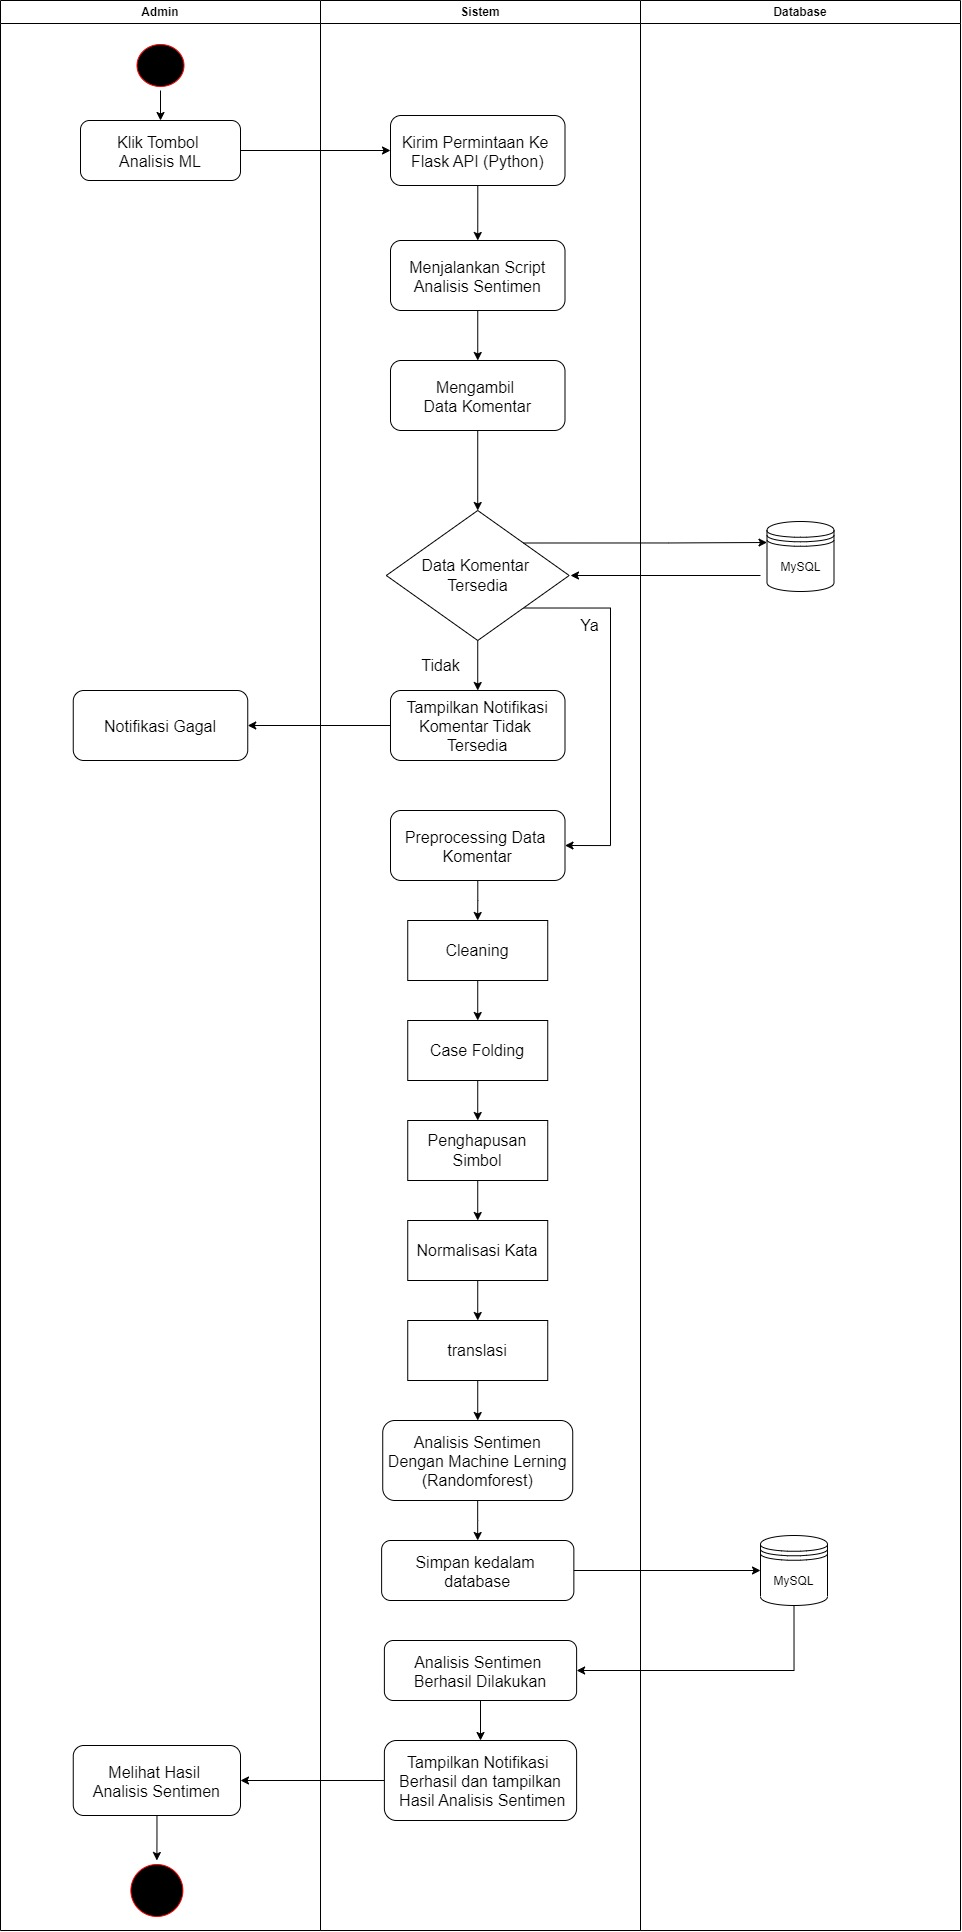 Admin
Sistem
Database
Klik Tombol
Analisis ML
Kirim Permintaan Ke
Flask API (Python)
Menjalankan Script
Analisis Sentimen
Mengambil
Data Komentar
Data Komentar
Tersedia
MySQL
Ya
Tidak
Notifikasi Gagal
Tampilkan Notifikasi
Komentar Tidak
Tersedia
Preprocessing Data
Komentar
Cleaning
Case Folding
Penghapusan
Simbol
Normalisasi Kata
translasi
Analisis Sentimen
Dengan Machine Lerning
(Randomforest)
Simpan kedalam
database
MySQL
Analisis Sentimen
Berhasil Dilakukan
Tampilkan Notifikasi
Berhasil dan tampilkan
Hasil Analisis Sentimen
Melihat Hasil
Analisis Sentimen